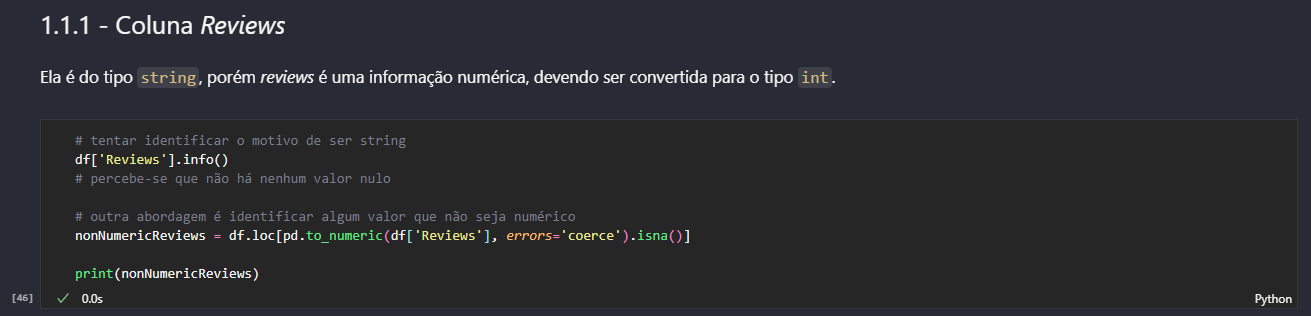 1.1.1 - Coluna Reviews
Ela é do tipo string, porém reviews é uma informação numérica, devendo ser convertida para o tipo int.
# tentar identificar o motivo de ser string
df['Reviews'].info()
# percebe-se que não há nenhum valor nulo
# outra abordagem é identificar algum valor que não seja numérico
nonNumericReviews = df.loc[pd.to_numeric(df['Reviews'], errors='coerce').isna()]
print(nonNumericReviews)
[46] ✓ 0.0s Python